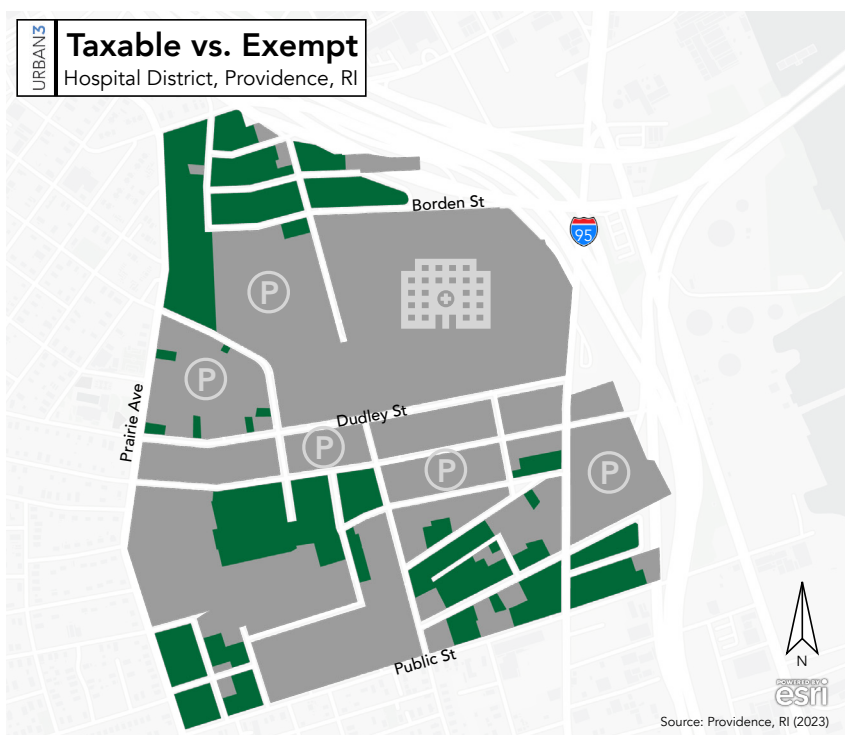 URBAN3
Taxable vs. Exempt
Hospital District, Providence, RI
Borden St
95
P
P
Prairie Ave
Dudley St
P
P
P
Public St
N
POWERED BY
esri
Source: Providence, RI (2023)